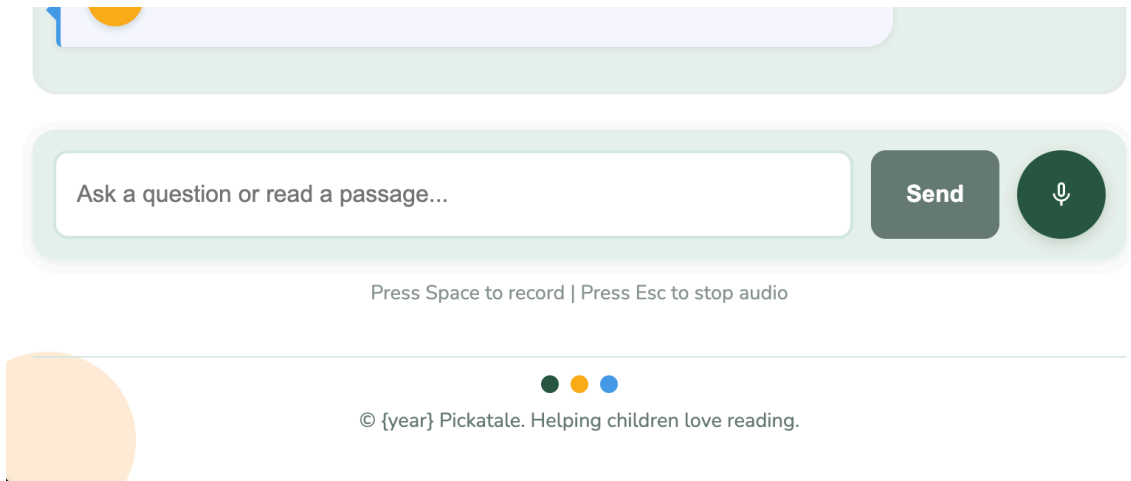 Ask a question or read a passage...
Send
Press Space to record | Press Esc to stop audio
© {year} Pickatale. Helping children love reading.